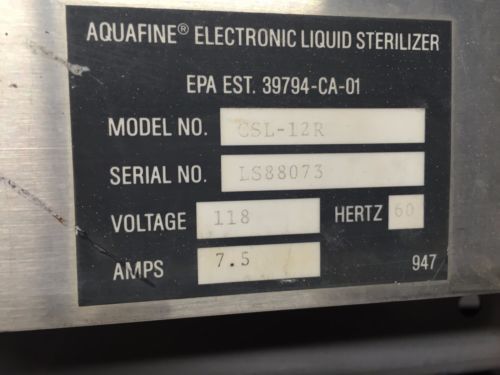 AQUAFINE® ELECTRONIC LIQUID STERILIZER
EPA EST. 39794-CA-01
MODEL NO. CSL-12R
SERIAL NO. LS88073
VOLTAGE 118 HERTZ 60
AMPS 7.5 947